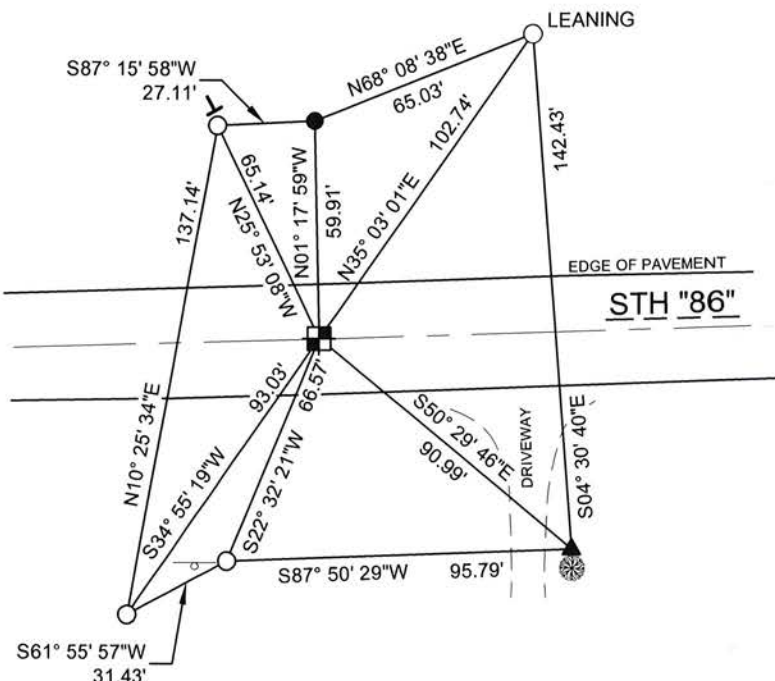 LEANING
S87° 15' 58"W
27.11'
N68° 08' 38"E
65.03'
102.74'
N35° 03' 01"E
142.43'
65.14'
N25° 53' 08"W
N01° 17' 59"W
59.91'
137.14'
N10° 25' 34"E
EDGE OF PAVEMENT
STH "86"
93.03'
S34° 55' 19"W
66.57'
S22° 32' 21"W
S50° 29' 46"E
90.99'
DRIVEWAY
S04° 30' 40"E
S87° 50' 29"W
95.79'
S61° 55' 57"W
31.43'